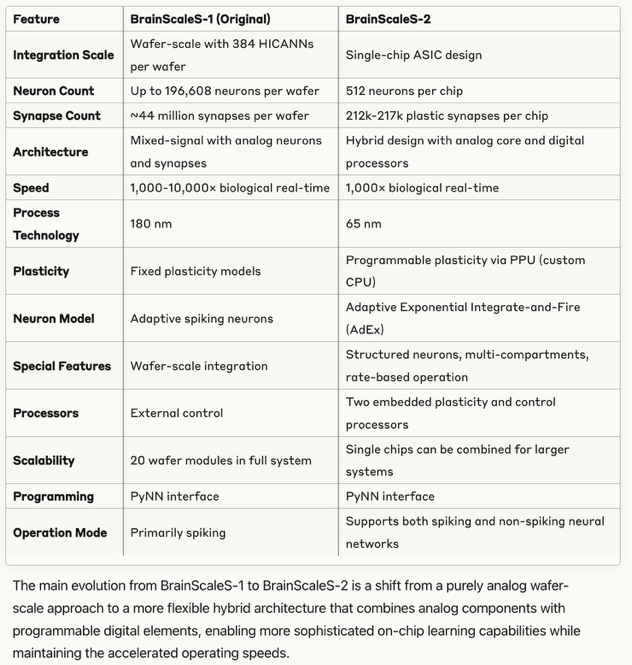 Feature BrainScaleS-1 (Original) BrainScaleS-2
Integration Scale Wafer-scale with 384 HICANNs per wafer Single-chip ASIC design
Neuron Count Up to 196,608 neurons per wafer 512 neurons per chip
Synapse Count ~44 million synapses per wafer 212k-217k plastic synapses per chip
Architecture Mixed-signal with analog neurons and synapses Hybrid design with analog core and digital processors
Speed 1,000-10,000× biological real-time 1,000× biological real-time
Process Technology 180 nm 65 nm
Plasticity Fixed plasticity models Programmable plasticity via PPU (custom CPU)
Neuron Model Adaptive spiking neurons Adaptive Exponential Integrate-and-Fire (AdEx)
Special Features Wafer-scale integration Structured neurons, multi-compartments, rate-based operation
Processors External control Two embedded plasticity and control processors
Scalability 20 wafer modules in full system Single chips can be combined for larger systems
Programming PyNN interface PyNN interface
Operation Mode Primarily spiking Supports both spiking and non-spiking neural networks
The main evolution from BrainScaleS-1 to BrainScaleS-2 is a shift from a purely analog wafer-
scale approach to a more flexible hybrid architecture that combines analog components with
programmable digital elements, enabling more sophisticated on-chip learning capabilities while
maintaining the accelerated operating speeds.